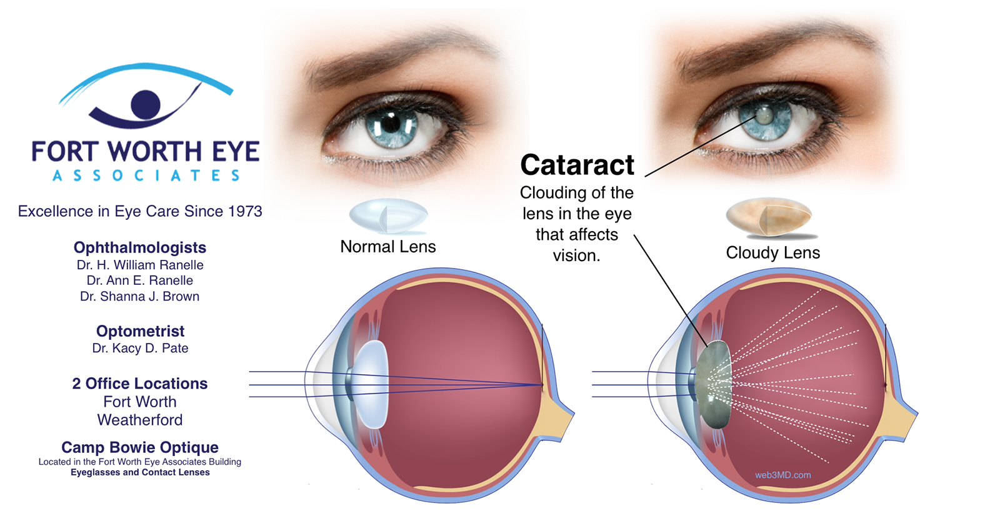 FORT WORTH EYE
ASSOCIATES
Excellence in Eye Care Since 1973
Ophthalmologists
Dr. H. William Ranelle
Dr. Ann E. Ranelle
Dr. Shanna J. Brown
Optometrist
Dr. Kacy D. Pate
2 Office Locations
Fort Worth
Weatherford
Camp Bowie Optique
Located in the Fort Worth Eye Associates Building
Eyeglasses and Contact Lenses
Normal Lens
Cataract
Clouding of the
lens in the eye
that affects
vision.
Cloudy Lens
web3MD.com